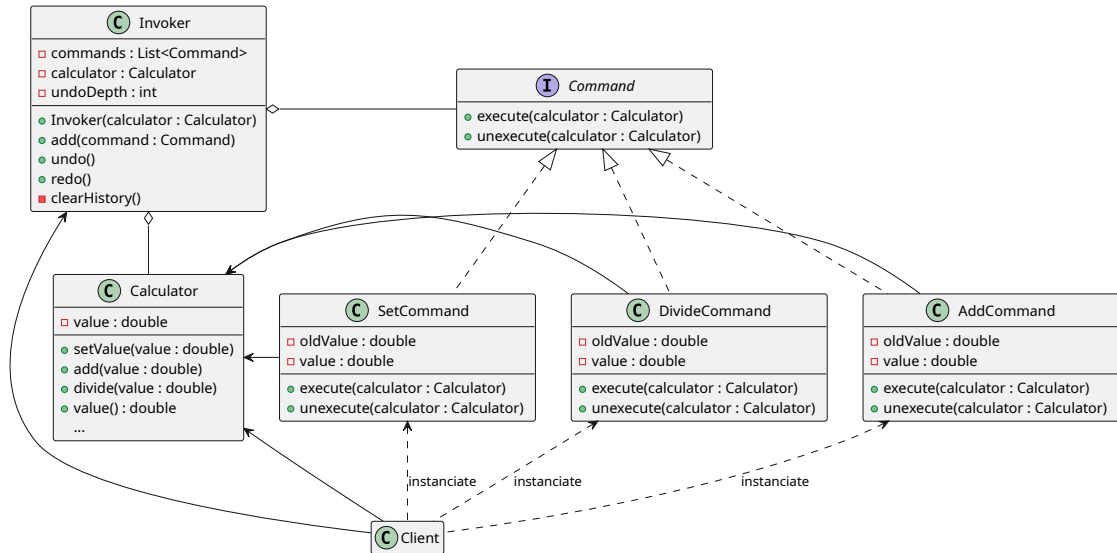 C Invoker
commands : List<Command>
calculator : Calculator
undoDepth : int
Invoker(calculator : Calculator)
add(command : Command)
undo()
redo()
clearHistory()
I Command
execute(calculator : Calculator)
unexecute(calculator : Calculator)
C Calculator
value : double
setValue(value : double)
add(value : double)
divide(value : double)
value() : double
...
C SetCommand
oldValue : double
value : double
execute(calculator : Calculator)
unexecute(calculator : Calculator)
C DivideCommand
oldValue : double
value : double
execute(calculator : Calculator)
unexecute(calculator : Calculator)
C AddCommand
oldValue : double
value : double
execute(calculator : Calculator)
unexecute(calculator : Calculator)
instanciate
instanciate
instanciate
C Client